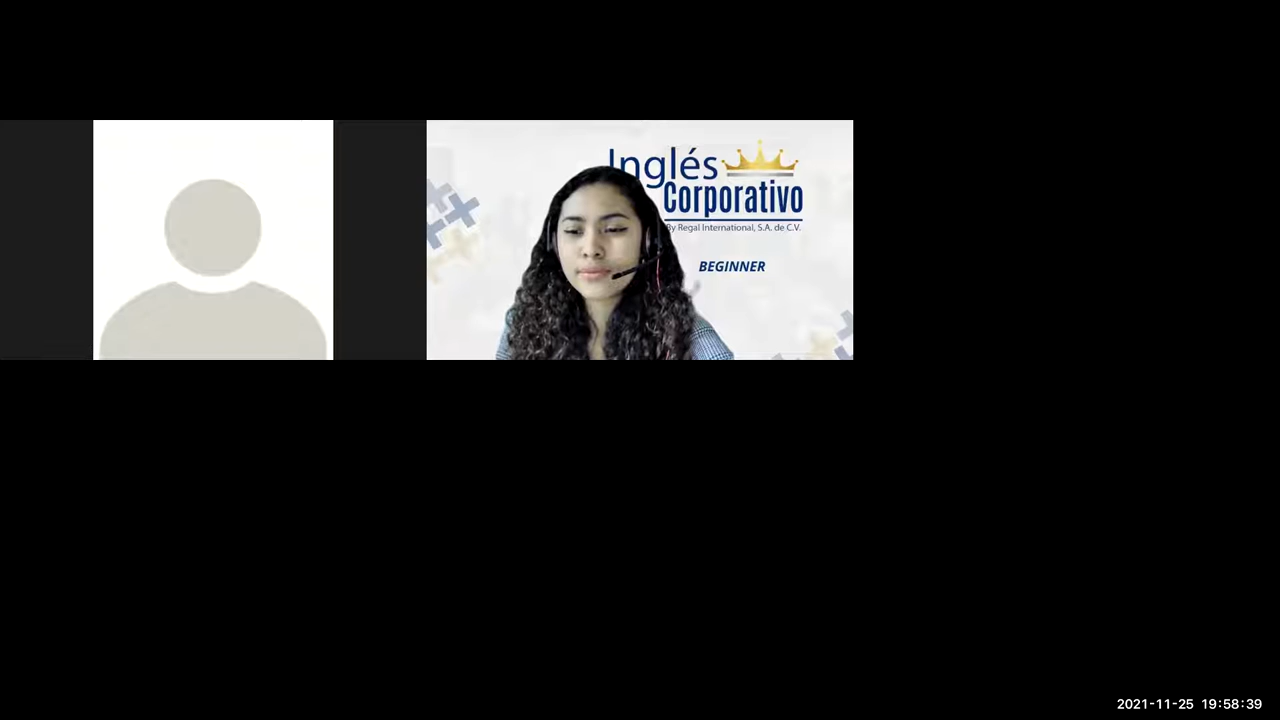 Inglés
Corporativo
By Regal International, S.A. de C.V.
BEGINNER
2021-11-25 19:58:39